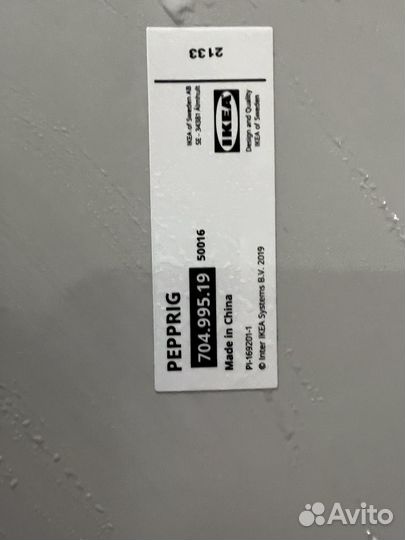 PEPPRIG
704.995.19 50016
Made in China
PI-169201-1
© Inter IKEA Systems B.V. 2019
IKEA of Sweden AB
SE - 34381 Älmhult
IKEA
Design and Quality
IKEA of Sweden
2133
Avito